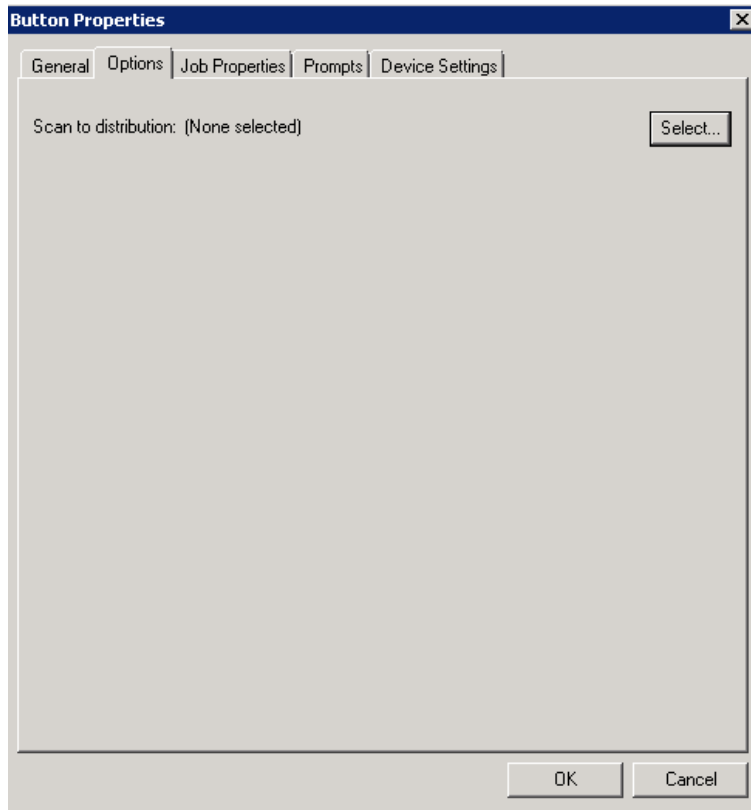 Button Properties
General Options Job Properties Prompts Device Settings
Scan to distribution: (None selected) Select...
OK Cancel